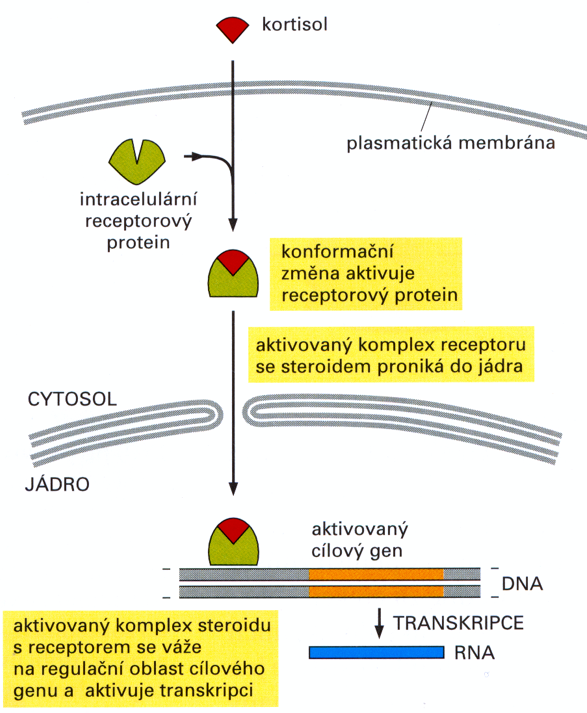 kortisol
plasmatická membrána
intracelulární
receptorový
protein
konformační
změna aktivuje
receptorový protein
aktivovaný komplex receptoru
se steroidem proniká do jádra
CYTOSOL
JÁDRO
aktivovaný
cílový gen
DNA
TRANSKRIPCE
RNA
aktivovaný komplex steroidu
s receptorem se váže
na regulační oblast cílového
genu a aktivuje transkripci